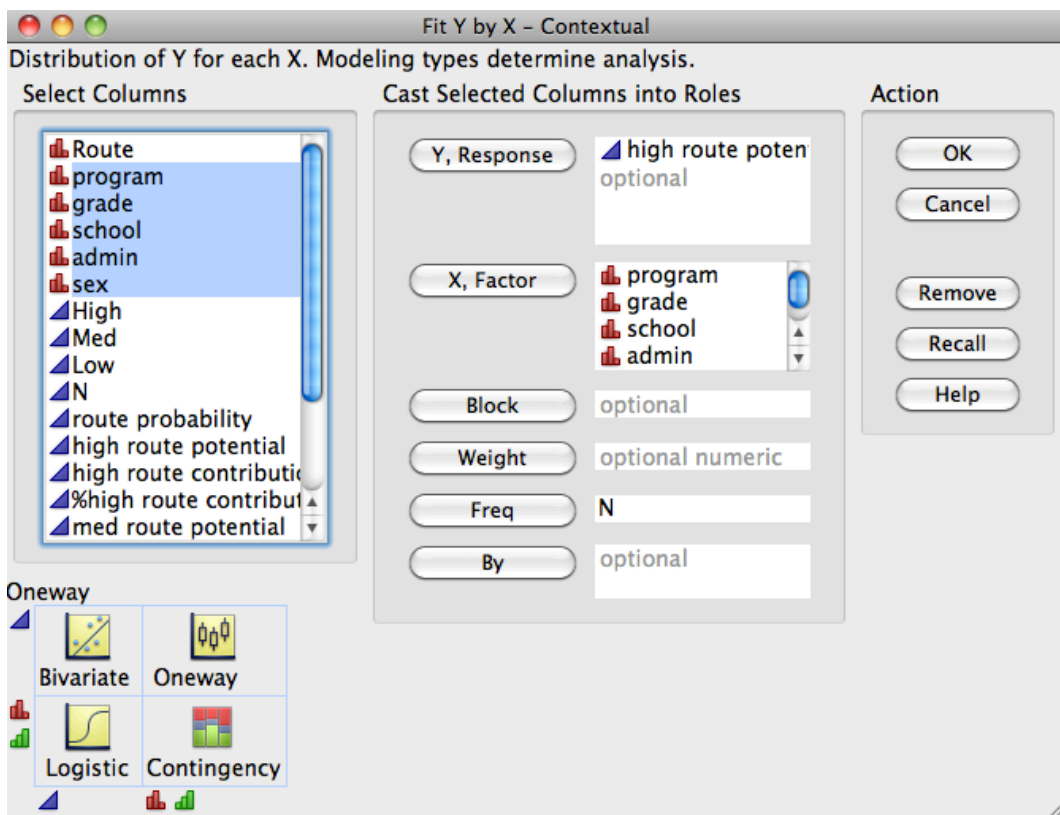 Fit Y by X – Contextual
Distribution of Y for each X. Modeling types determine analysis.
Select Columns
Route
program
grade
school
admin
sex
High
Med
Low
N
route probability
high route potential
high route contributic
%high route contribut
med route potential
Cast Selected Columns into Roles
Y, Response
high route poten
optional
X, Factor
program
grade
school
admin
Block
optional
Weight
optional numeric
Freq
N
By
optional
Action
OK
Cancel
Remove
Recall
Help
Oneway
Bivariate Oneway
Logistic Contingency